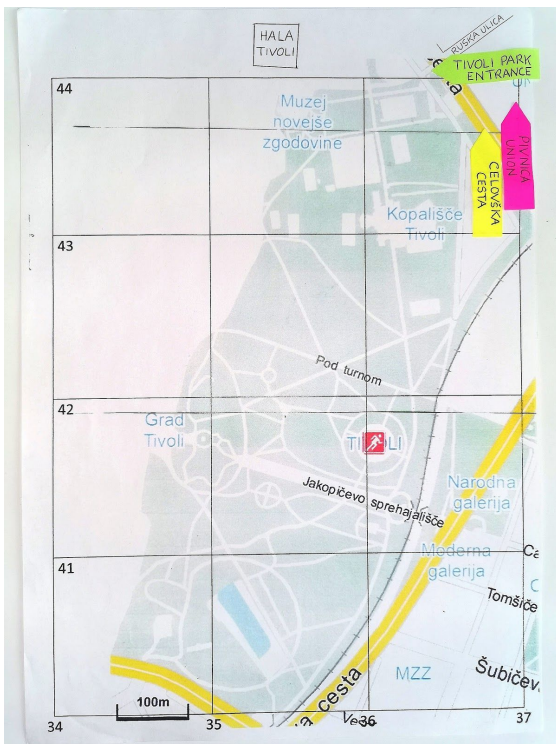 HALA
TIVOLI
RUŠKA ULICA
TIVOLI PARK
ENTRANCE
44
Muzej
novejše
zgodovine
PIVNICA
UNION
CELOVŠKA
CESTA
Kopališče
Tivoli
43
Pod turnom
42
Grad
Tivoli
TIVOLI
Jakopičevo sprehajališče
Narodna
galerija
Moderna
galerija
41
Tomšiče
MZZ
Šubičev
a cesta
100m
34
35
36
37